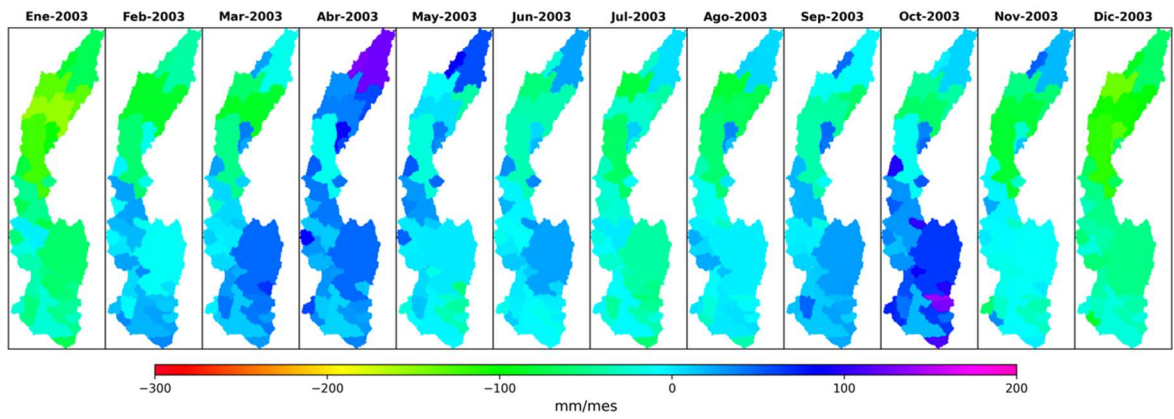 Ene-2003 Feb-2003 Mar-2003 Abr-2003 May-2003 Jun-2003 Jul-2003 Ago-2003 Sep-2003 Oct-2003 Nov-2003 Dic-2003
−300 −200 −100 0 100 200
mm/mes